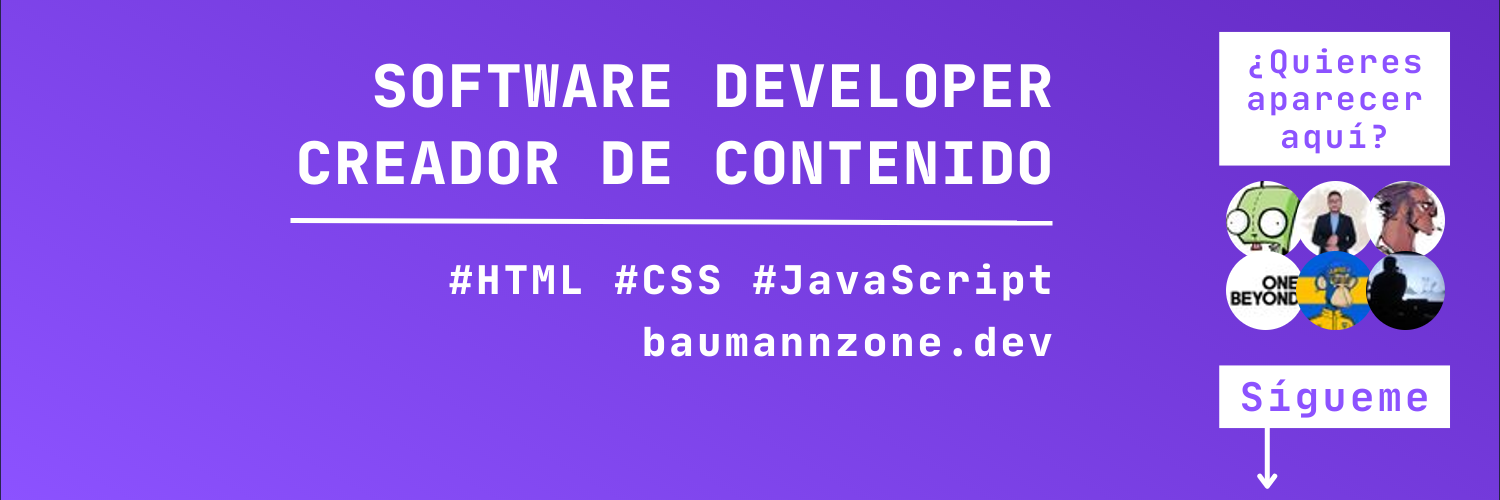 SOFTWARE DEVELOPER
CREADOR DE CONTENIDO
#HTML #CSS #JavaScript
baumannzone.dev
¿Quieres
aparecer
aquí?
ONE
BEYOND
Sígueme